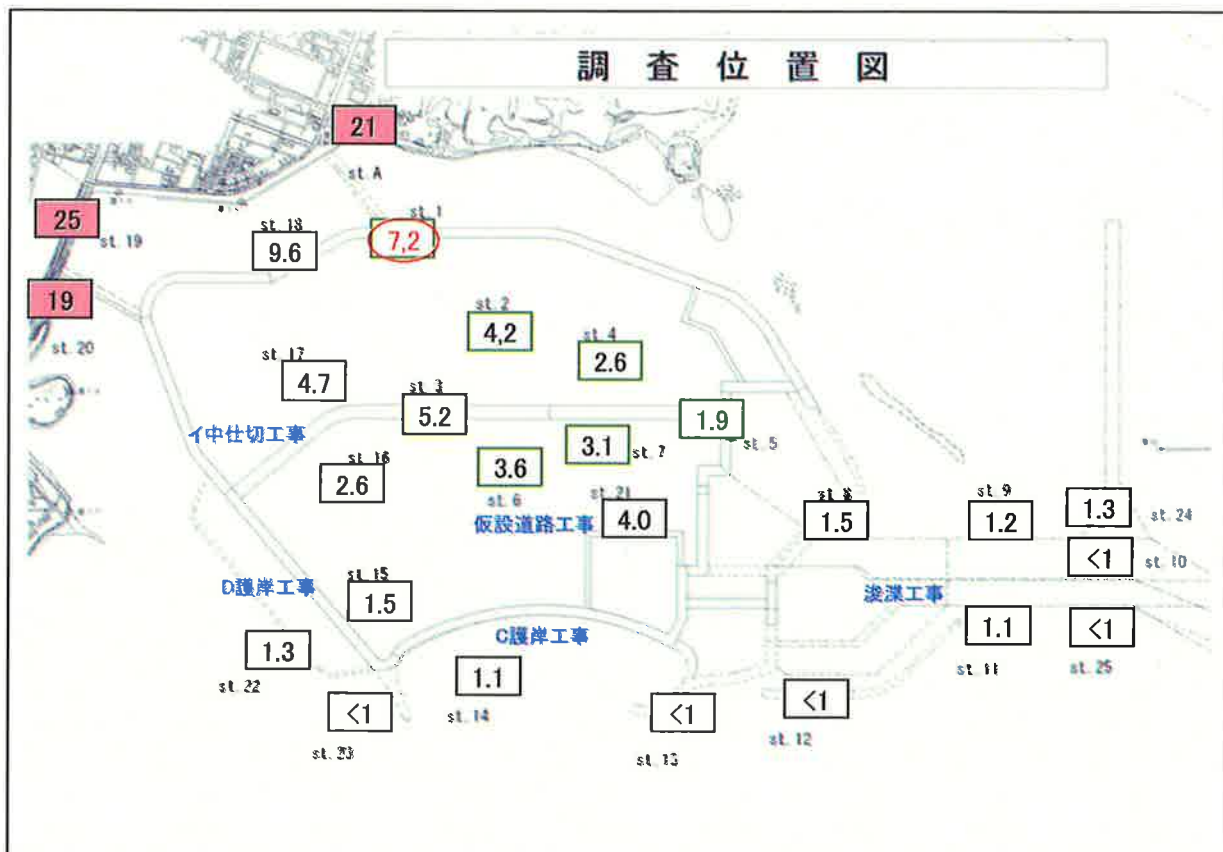 調査位置図
21
st.A
25
st.19
st.18
9.6
st.1
7,2
19
st.20
st.2
4,2
st.4
2.6
st.17
4.7
st.3
5.2
1.9
st.5
イ中仕切工事
3.1
st.7
st.16
2.6
3.6
st.6
st.21
4.0
仮設道路工事
st.8
1.5
st.9
1.2
1.3
st.24
<1
st.10
D護岸工事
st.15
1.5
C護岸工事
浚渫工事
1.1
st.11
<1
st.25
1.3
st.22
1.1
st.14
<1
st.23
<1
st.13
<1
st.12